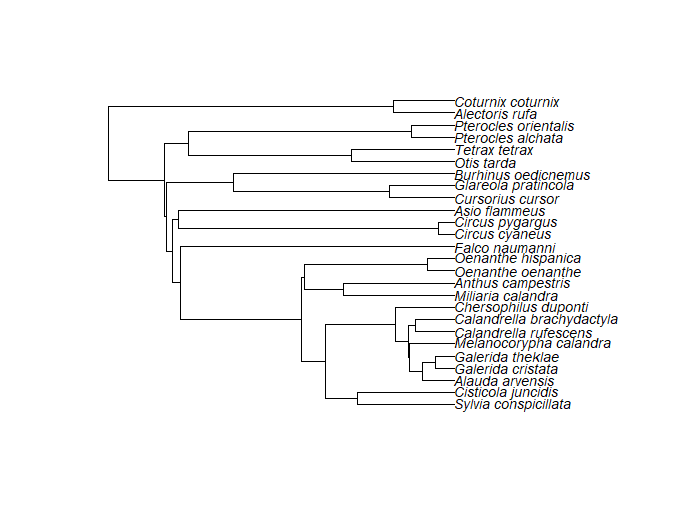 Coturnix coturnix
Alectoris rufa
Pterocles orientalis
Pterocles alchata
Tetrax tetrax
Otis tarda
Burhinus oedicnemus
Glareola pratincola
Cursorius cursor
Asio flammeus
Circus pygargus
Circus cyaneus
Falco naumanni
Oenanthe hispanica
Oenanthe oenanthe
Anthus campestris
Miliaria calandra
Chersophilus duponti
Calandrella brachydactyla
Calandrella rufescens
Melanocorypha calandra
Galerida theklae
Galerida cristata
Alauda arvensis
Cisticola juncidis
Sylvia conspicillata